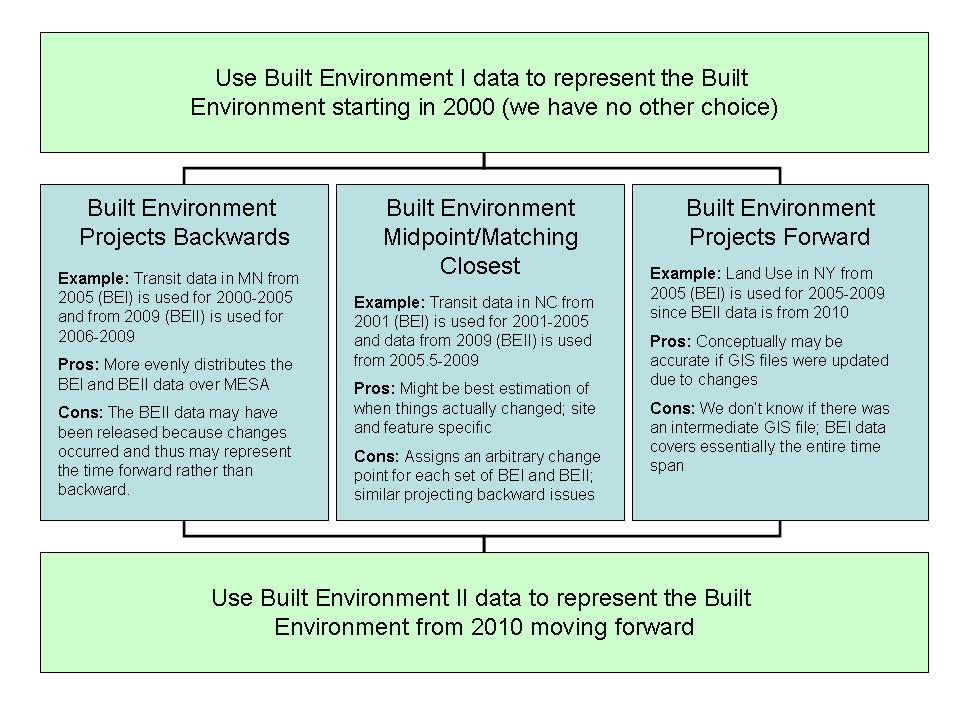 Use Built Environment I data to represent the Built
Environment starting in 2000 (we have no other choice)
Built Environment
Projects Backwards
Example: Transit data in MN from
2005 (BEI) is used for 2000-2005
and from 2009 (BEII) is used for
2006-2009
Pros: More evenly distributes the
BEI and BEII data over MESA
Cons: The BEII data may have
been released because changes
occurred and thus may represent
the time forward rather than
backward.
Built Environment
Midpoint/Matching
Closest
Example: Transit data in NC from
2001 (BEI) is used for 2001-2005
and data from 2009 (BEII) is used
from 2005.5-2009
Pros: Might be best estimation of
when things actually changed; site
and feature specific
Cons: Assigns an arbitrary change
point for each set of BEI and BEII;
similar projecting backward issues
Built Environment
Projects Forward
Example: Land Use in NY from
2005 (BEI) is used for 2005-2009
since BEII data is from 2010
Pros: Conceptually may be
accurate if GIS files were updated
due to changes
Cons: We don't know if there was
an intermediate GIS file; BEI data
covers essentially the entire time
span
Use Built Environment II data to represent the Built
Environment from 2010 moving forward